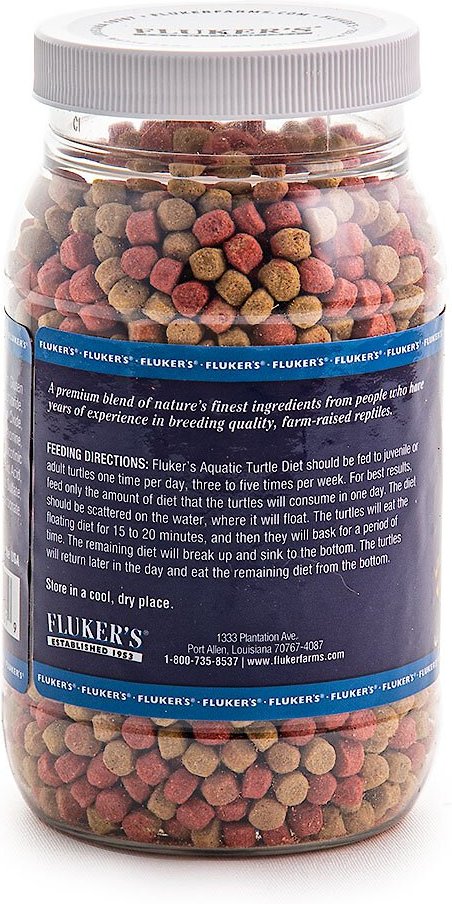 FLUKERFARMS.COM
FLUKER'S
C1
FLUKER'S® · FLUKER'S® · FLUKER'S® · FLUKER'S® · FLUKER'S® · FLUKER'S® · FLUKER'S®
A premium blend of nature's finest ingredients from people who have
years of experience in breeding quality, farm-raised reptiles.
FEEDING DIRECTIONS: Fluker's Aquatic Turtle Diet should be fed to juvenile or
adult turtles one time per day, three to five times per week. For best results,
feed only the amount of diet that the turtles will consume in one day. The diet
should be scattered on the water, where it will float. The turtles will eat the
floating diet for 15 to 20 minutes, and then they will bask for a period of
time. The remaining diet will break up and sink to the bottom. The turtles
will return later in the day and eat the remaining diet from the bottom.
Store in a cool, dry place.
FLUKER'S®
ESTABLISHED 1953
1333 Plantation Ave.
Port Allen, Louisiana 70767-4087
1-800-735-8537 | www.flukerfarms.com
FLUKER'S® · FLUKER'S® · FLUKER'S® · FLUKER'S® · FLUKER'S® · FLUKER'S® · FLUKER'S®
Acid,
USA
9